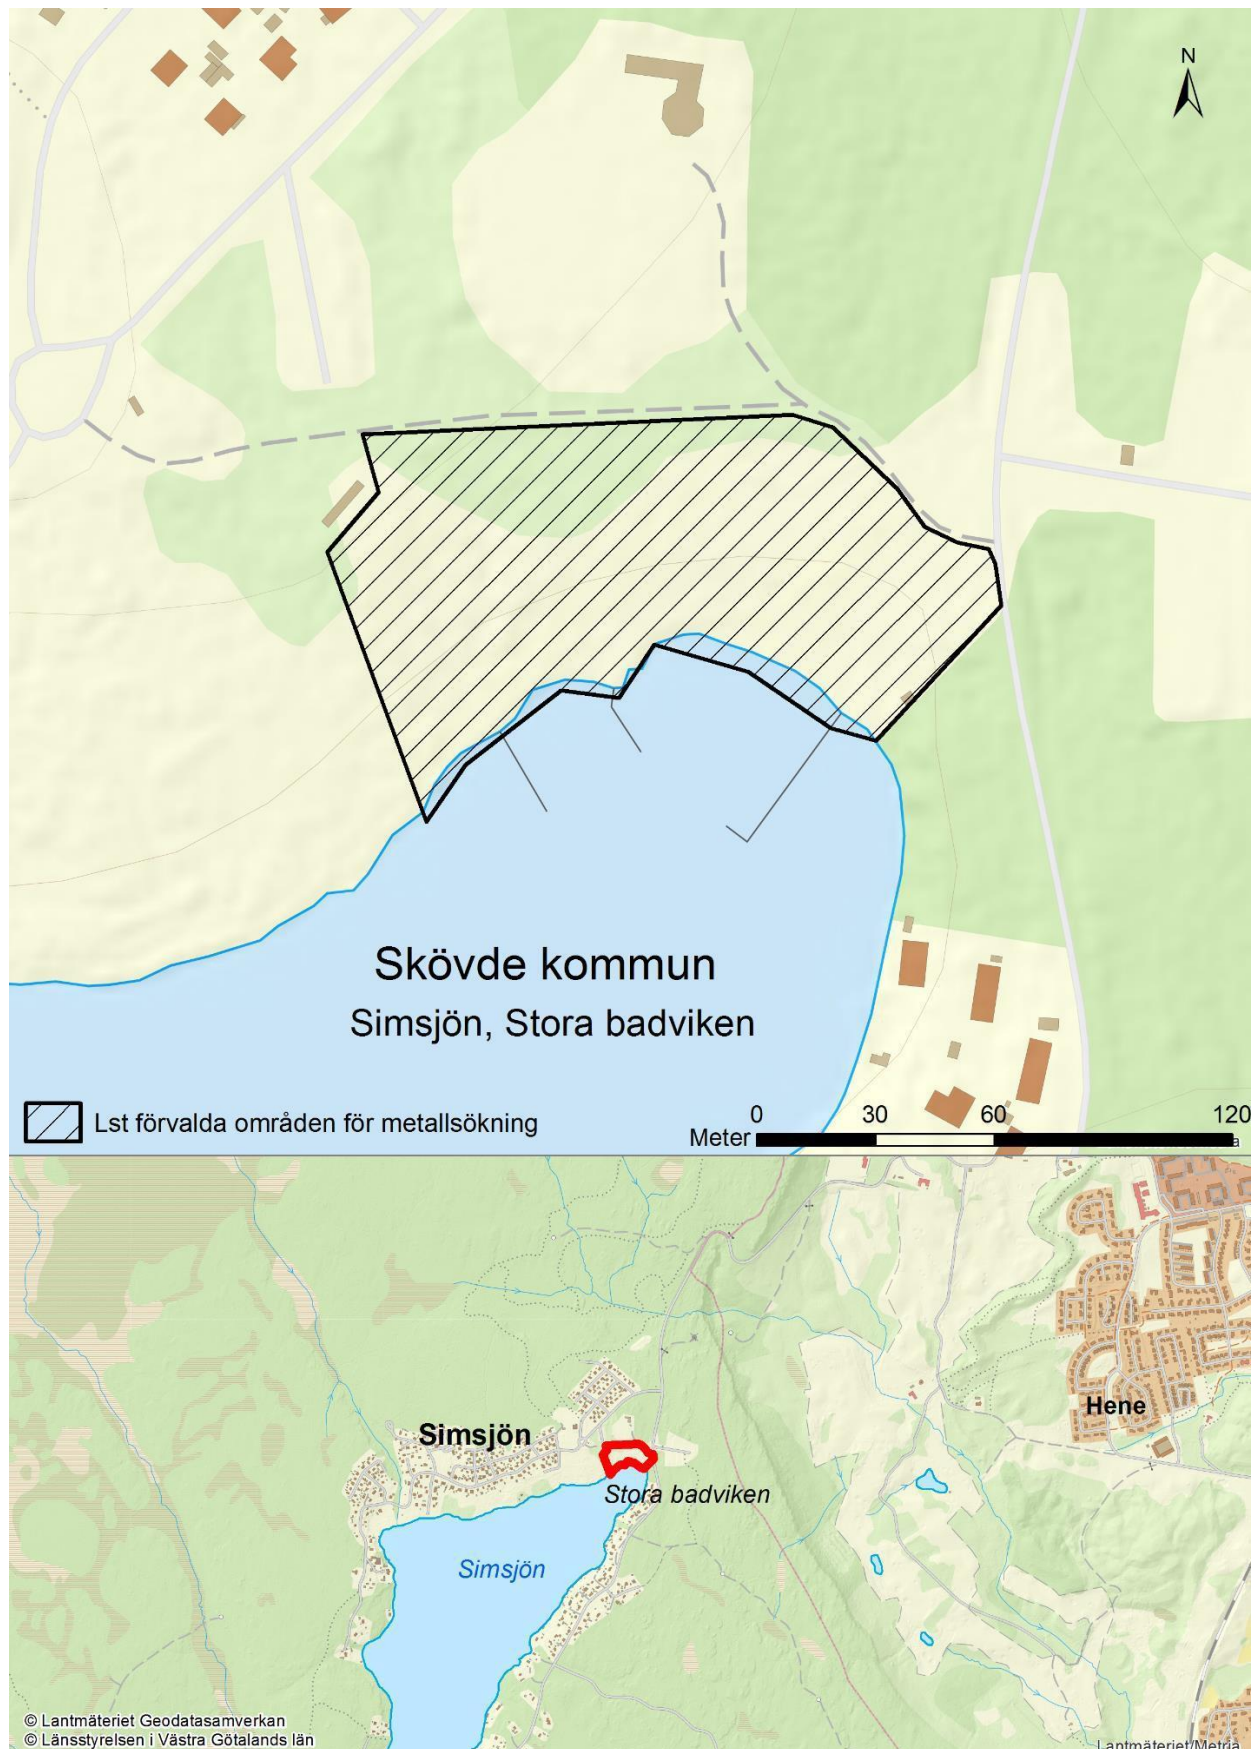 N
Skövde kommun
Simsjön, Stora badviken
Lst förvalda områden för metallsökning
0 30 60 120
Meter
Simsjön
Hene
Stora badviken
Simsjön
© Lantmäteriet Geodatasamverkan
© Länsstyrelsen i Västra Götalands län
Lantmäteriet/Metria